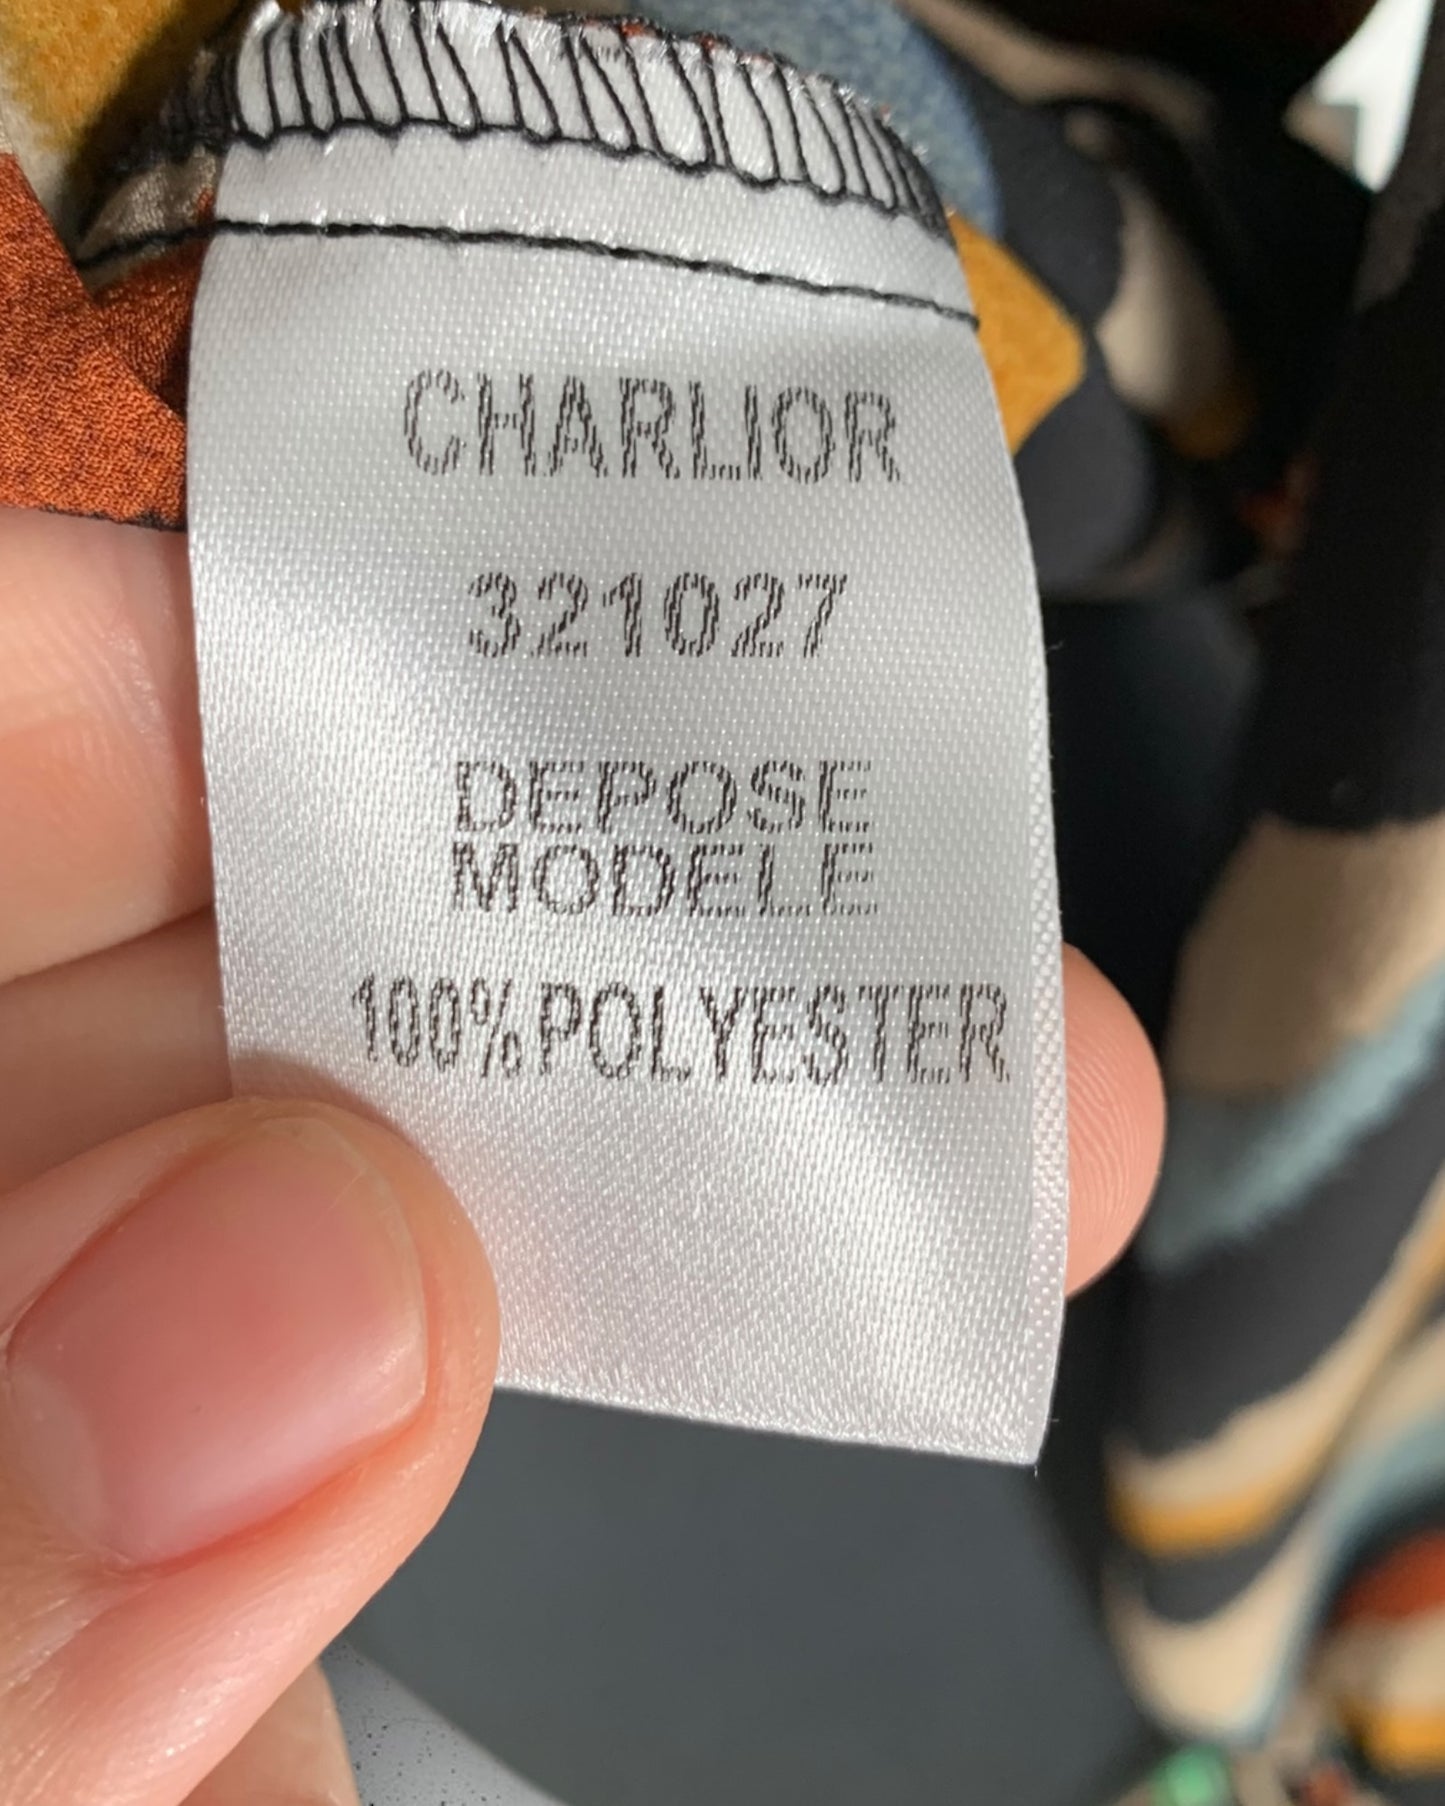 CHARLIOR
321027
DEPOSE
MODELE
100% POLYESTER